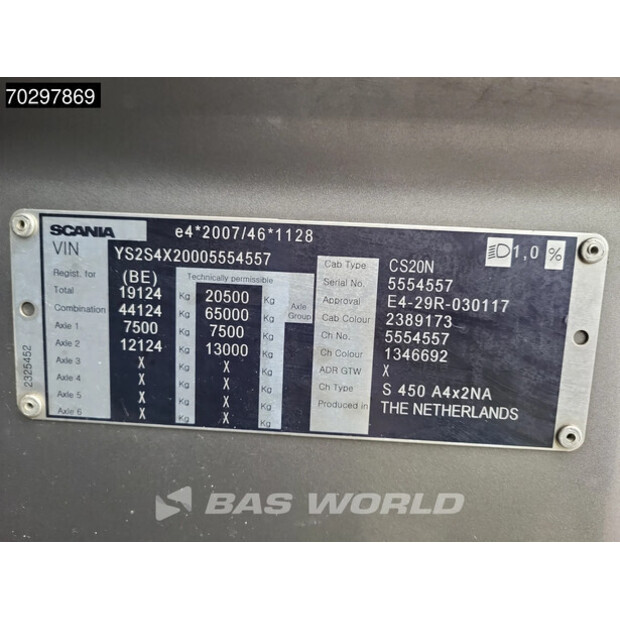 70297869
SCANIA e4*2007/46*1128
VIN YS2S4X20005554557
1,0 %
Regist. for (BE) Technically permissible
Total 19124 Kg 20500 Kg
Combination 44124 Kg 65000 Kg Axle Group
Axle 1 7500 Kg 7500 Kg
Axle 2 12124 Kg 13000 Kg
Axle 3 X Kg X Kg
Axle 4 X Kg X Kg
Axle 5 X Kg X Kg
Axle 6 X Kg X Kg
Cab Type CS20N
Serial No. 5554557
Approval E4-29R-030117
Cab Colour 2389173
Ch No. 5554557
Ch Colour 1346692
ADR GTW X
Ch Type S 450 A4x2NA
Produced in THE NETHERLANDS
2325452
BAS WORLD